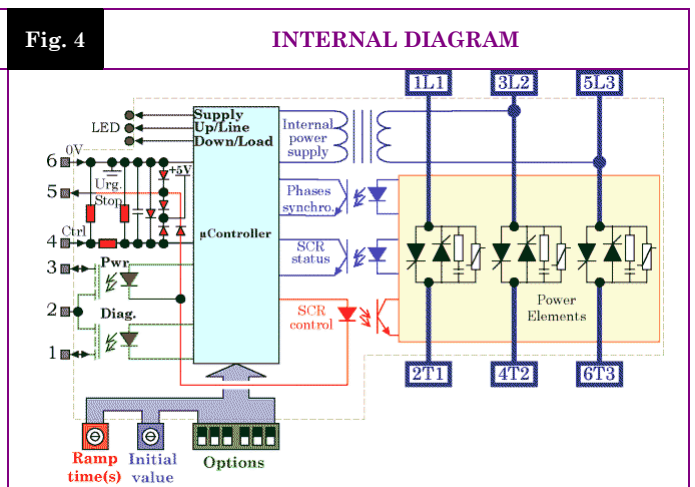 Fig. 4
INTERNAL DIAGRAM
1L1
3L2
5L3
Supply
Up/Line
Down/Load
LED
Internal
power
supply
0V
6
+5V
Urg.
Stop
5
Phases
synchro.
Ctrl
4
µController
SCR
status
3
Pwr
2
Diag.
SCR
control
Power
Elements
1
2T1
4T2
6T3
Ramp
time(s)
Initial
value
Options